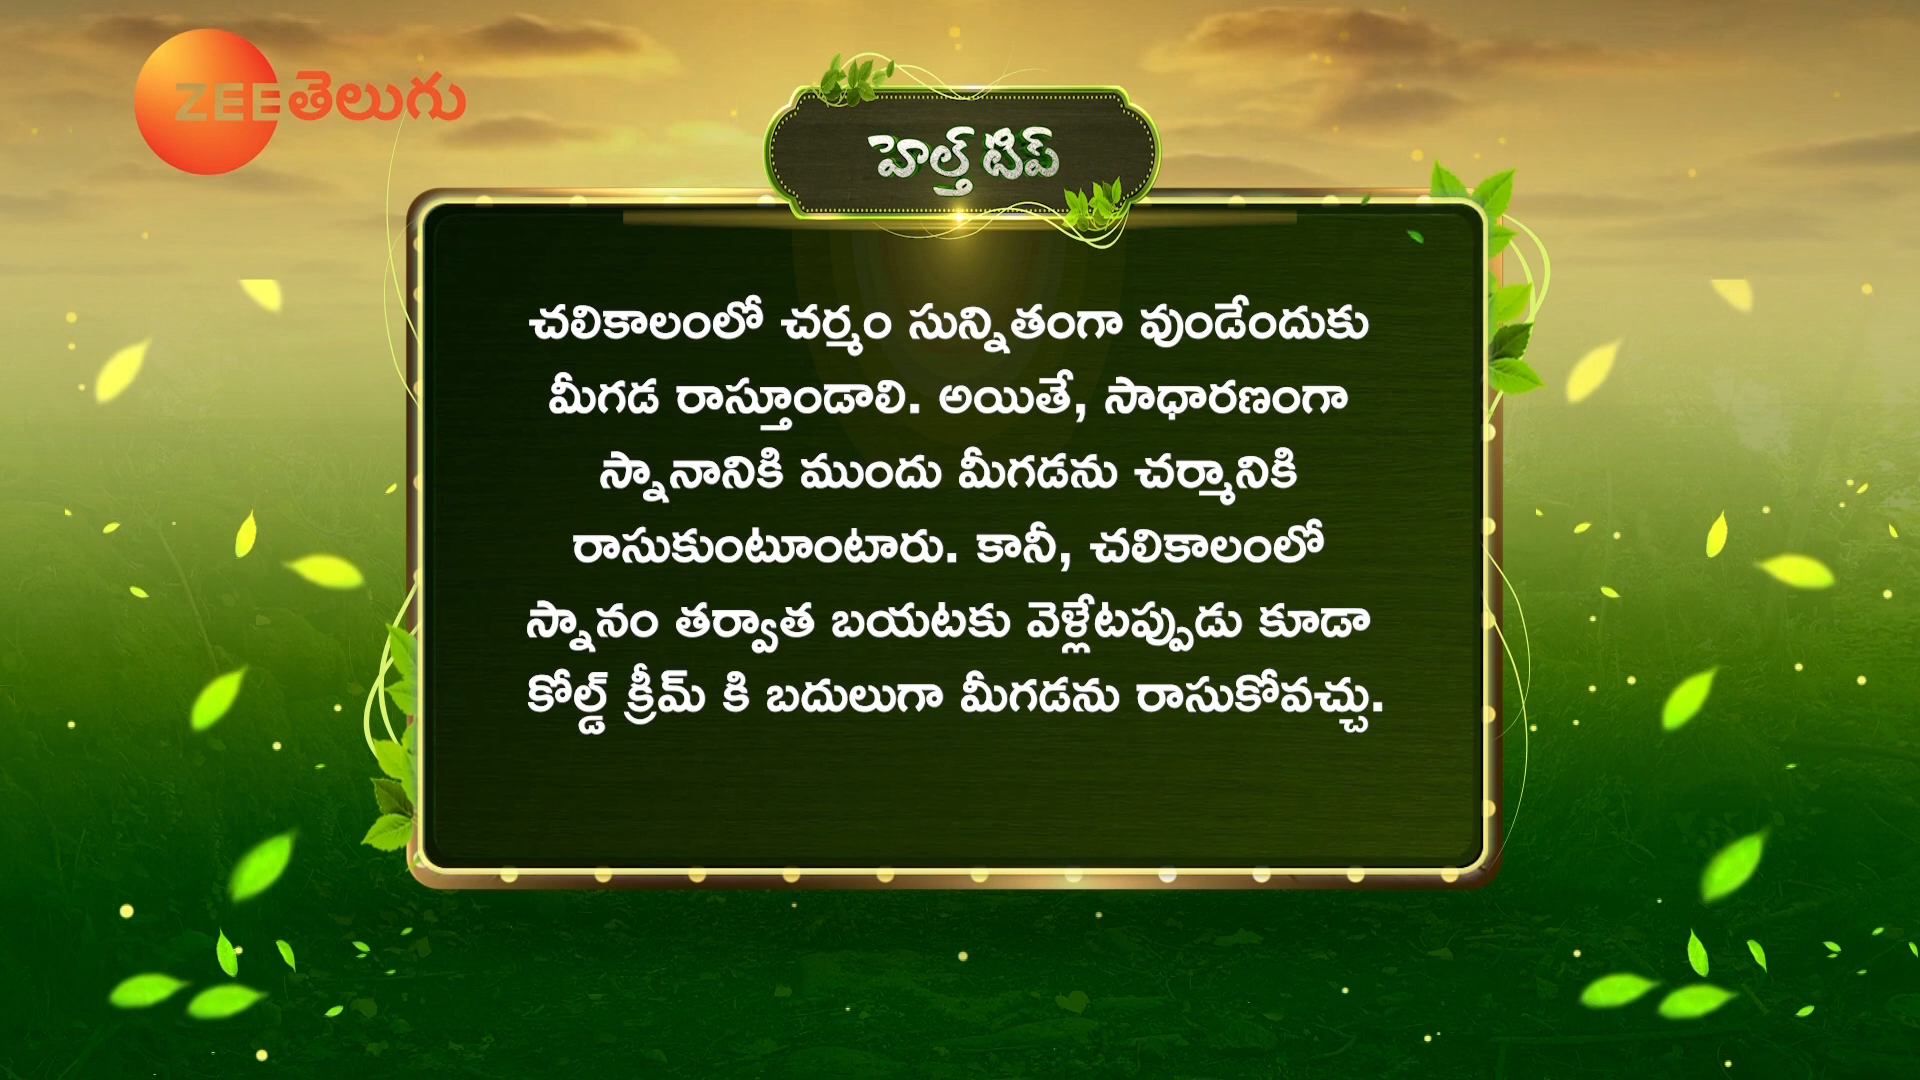 ZEE తెలుగు
హెల్త్ టిప్
చలికాలంలో చర్మం సున్నితంగా వుండేందుకు
మీగడ రాస్తూండాలి. అయితే, సాధారణంగా
స్నానానికి ముందు మీగడను చర్మానికి
రాసుకుంటూంటారు. కానీ, చలికాలంలో
స్నానం తర్వాత బయటకు వెళ్లేటప్పుడు కూడా
కోల్డ్ క్రీమ్ కి బదులుగా మీగడను రాసుకోవచ్చు.